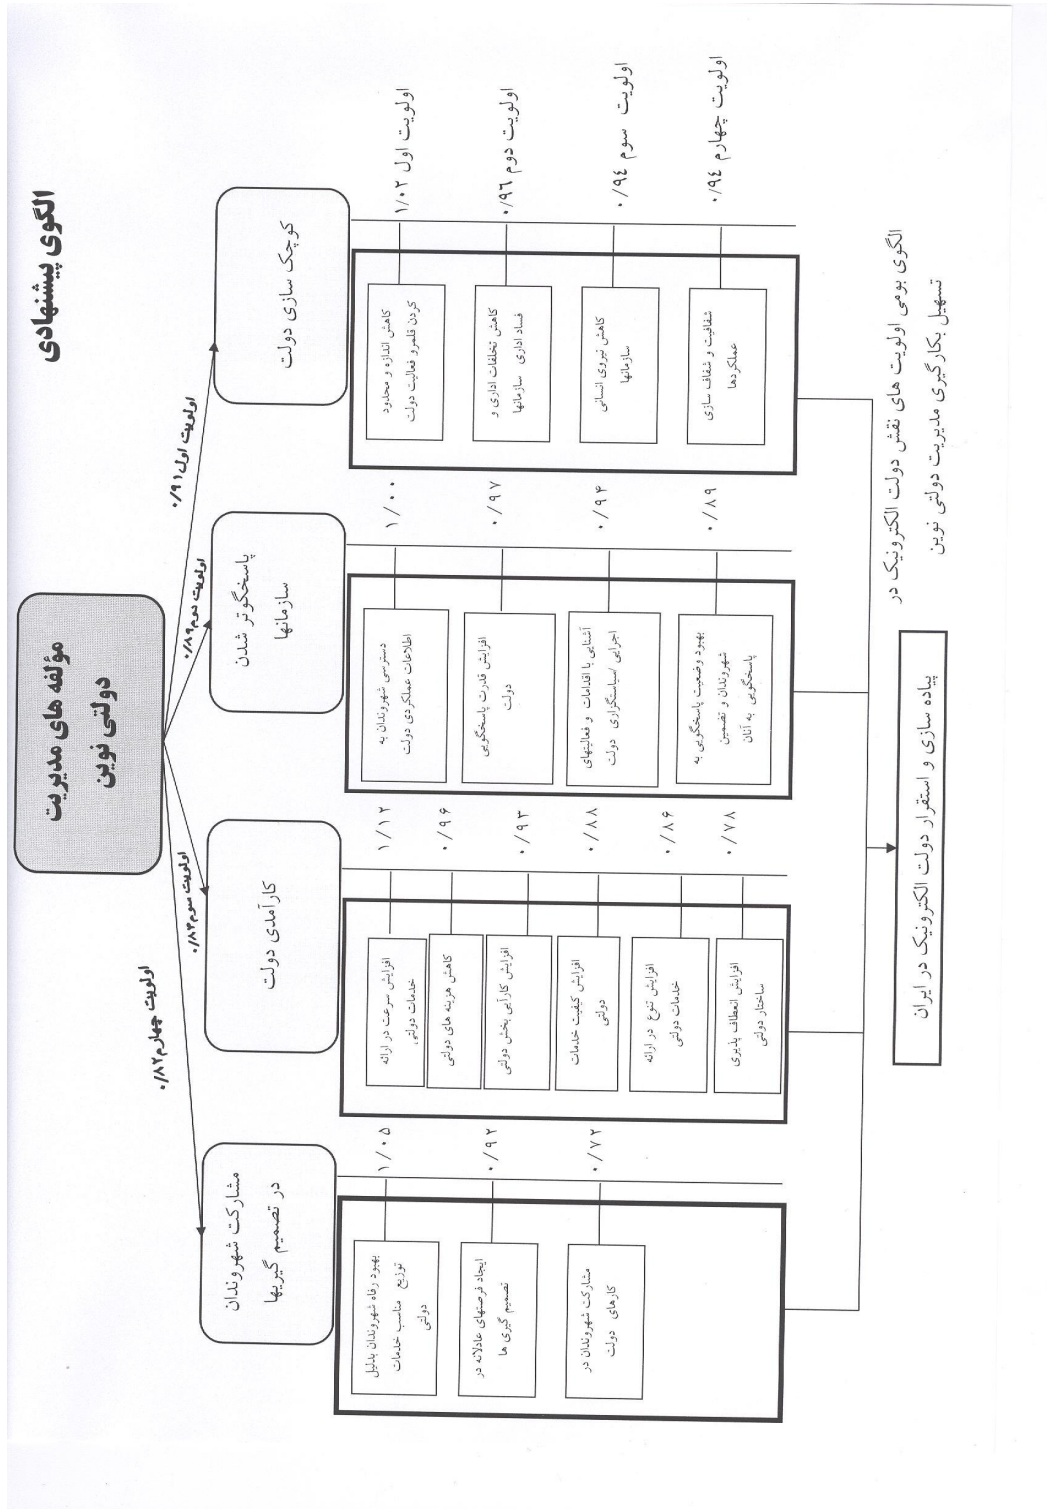 الگوی پیشنهادی
مؤلفه های مدیریت
دولتی نوین
اولویت اول ۰/۹۱
اولویت دوم ۰/۸۹
اولویت سوم ۰/۸۳
اولویت چهارم ۰/۸۲
کوچک سازی دولت
کاهش اندازه و محدود
کردن قلمرو فعالیت دولت
۱/۰۲ اولویت اول
کاهش تخلفات اداری و
فساد اداری سازمانها
۰/۹٦ اولویت دوم
کاهش نیروی انسانی
سازمانها
۰/۹٤ اولویت سوم
شفافیت و شفاف سازی
عملکردها
۰/۹٤ اولویت چهارم
پاسخگوتر شدن
سازمانها
دسترسی شهروندان به
اطلاعات عملکردی دولت
۱/۰۰
افزایش قدرت پاسخگویی
دولت
۰/۹۷
آشنایی با اقدامات و فعالیتهای
اجرایی /سیاستگزاری دولت
۰/۹۴
بهبود وضعیت پاسخگویی به
شهروندان و تضمین
پاسخگویی به آنان
۰/۸۹
کارآمدی دولت
افزایش سرعت در ارائه
خدمات دولتی.
۱/۱۲
کاهش هزینه های دولتی
۰/۹۶
افزایش کارآیی بخش دولتی
۰/۹۳
افزایش کیفیت خدمات
دولتی
۰/۸۸
افزایش تنوع در ارائه
خدمات دولتی
۰/۸۶
افزایش انعطاف پذیری
ساختار دولتی
۰/۷۸
مشارکت شهروندان
در تصمیم گیریها
بهبود رفاه شهروندان بدلیل
توزیع مناسب خدمات
دولتی
۱/۰۵
ایجاد فرصتهای عادلانه در
تصمیم گیری ها
۰/۹۲
مشارکت شهروندان در
کارهای دولت
۰/۷۲
الگوی بومی اولویت های نقش دولت الکترونیک در
تسهیل بکارگیری مدیریت دولتی نوین
پیاده سازی و استقرار دولت الکترونیک در ایران